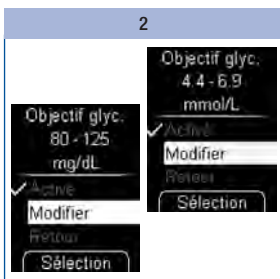 2
Objectif glyc.
80 - 125
mg/dL
Activé
Modifier
Retour
Sélection
Objectif glyc.
4.4 - 6.9
mmol/L
Activé
Modifier
Retour
Sélection